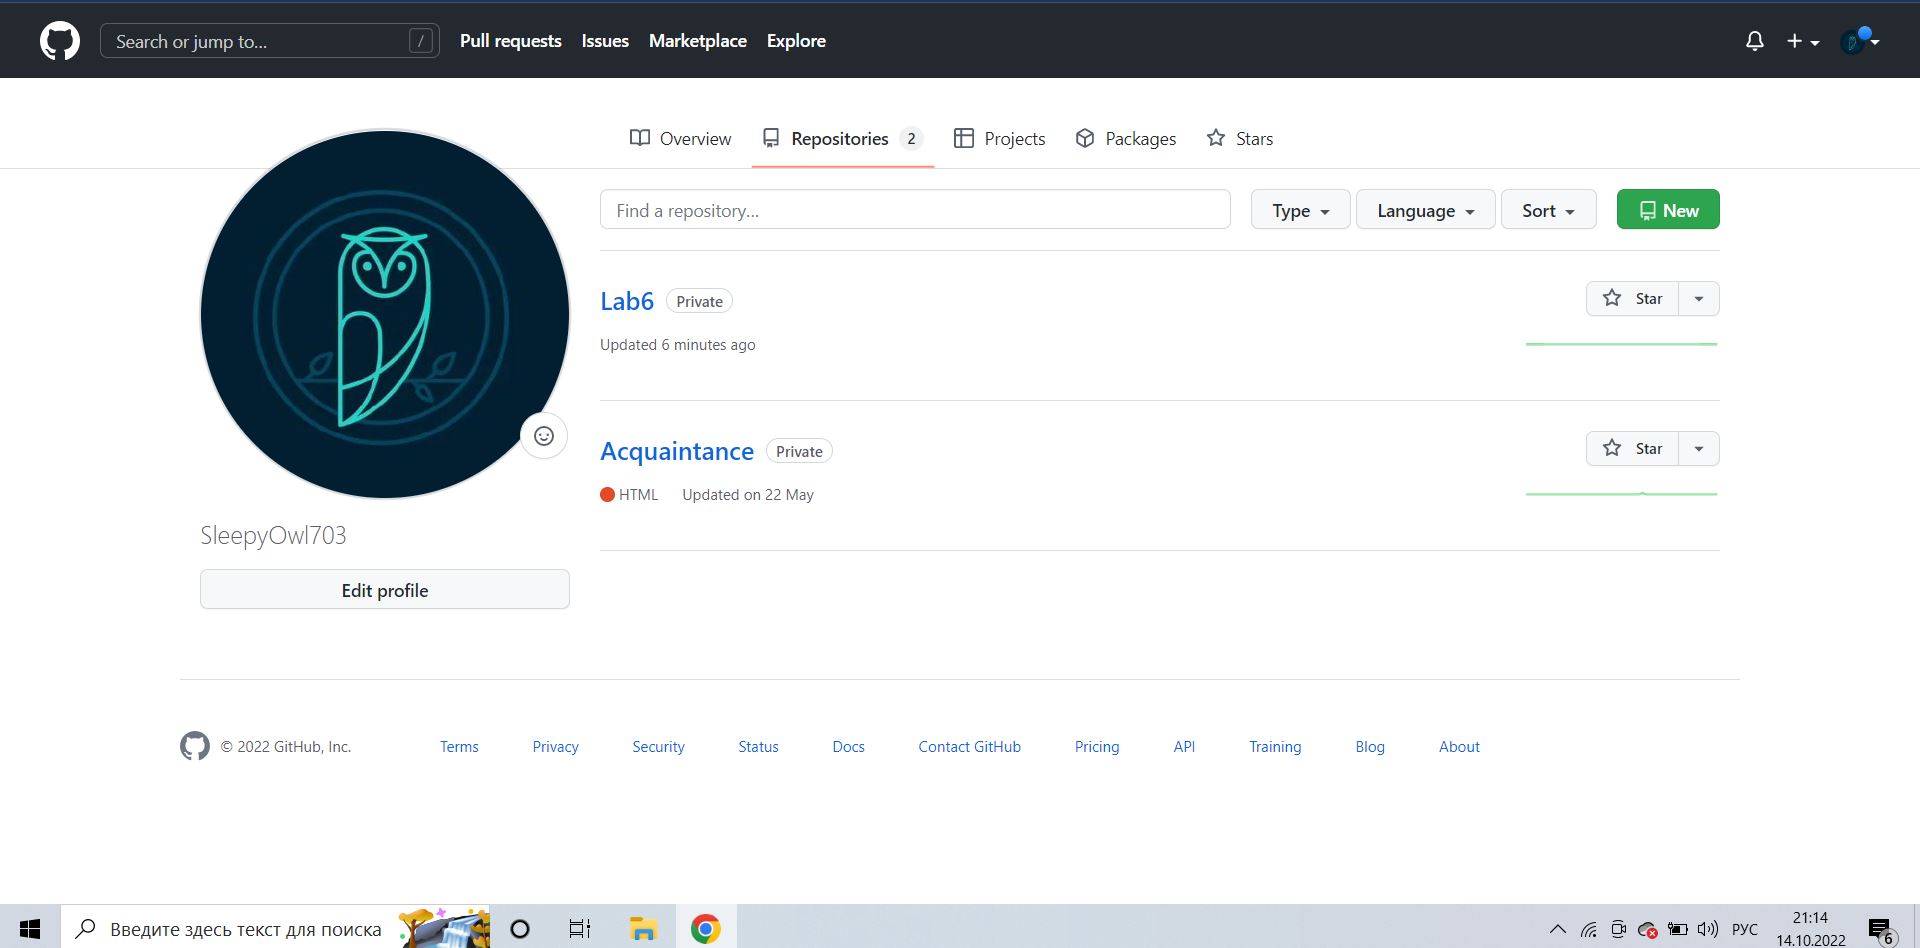 Search or jump to... / Pull requests Issues Marketplace Explore
Overview Repositories 2 Projects Packages Stars
Find a repository... Type Language Sort New
Lab6 Private Star
Updated 6 minutes ago
Acquaintance Private Star
HTML Updated on 22 May
SleepyOwl703
Edit profile
© 2022 GitHub, Inc. Terms Privacy Security Status Docs Contact GitHub Pricing API Training Blog About
Введите здесь текст для поиска РУС 21:14
14.10.2022 6